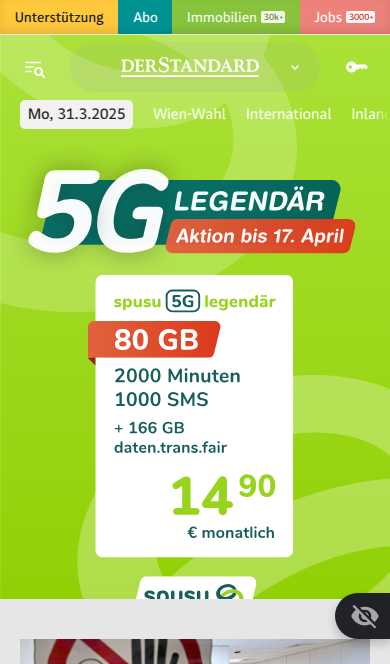 Unterstützung Abo Immobilien 30k+ Jobs 3000+
DERSTANDARD
Mo, 31.3.2025 Wien-Wahl International Inlan
5G LEGENDÄR
Aktion bis 17. April
spusu 5G legendär
80 GB
2000 Minuten
1000 SMS
+ 166 GB
daten.trans.fair
14 90
€ monatlich
spusu